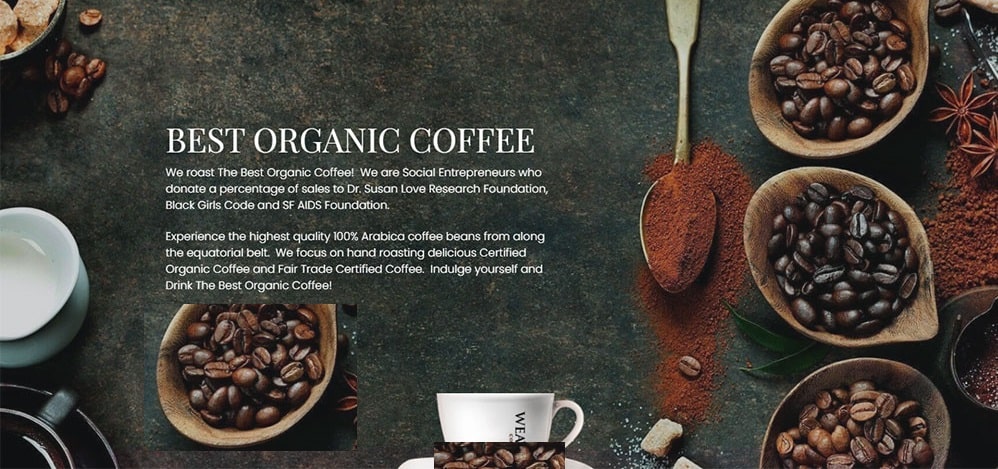 BEST ORGANIC COFFEE
We roast The Best Organic Coffee!  We are Social Entrepreneurs who
donate a percentage of sales to Dr. Susan Love Research Foundation,
Black Girls Code and SF AIDS Foundation.
Experience the highest quality 100% Arabica coffee beans from along
the equatorial belt.  We focus on hand roasting delicious Certified
Organic Coffee and Fair Trade Certified Coffee.  Indulge yourself and
Drink The Best Organic Coffee!